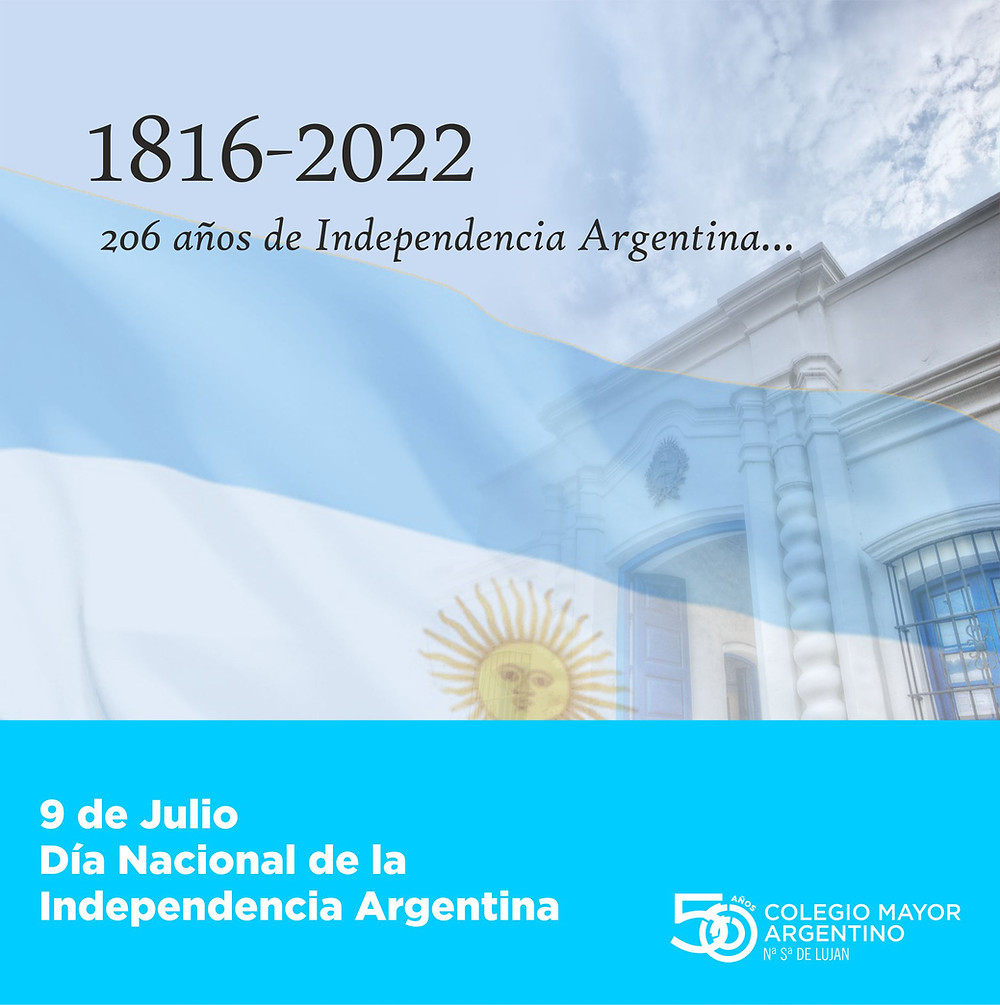 1816-2022
206 años de Independencia Argentina...
9 de Julio
Día Nacional de la
Independencia Argentina
50 AÑOS
COLEGIO MAYOR
ARGENTINO
Nª Sª DE LUJAN